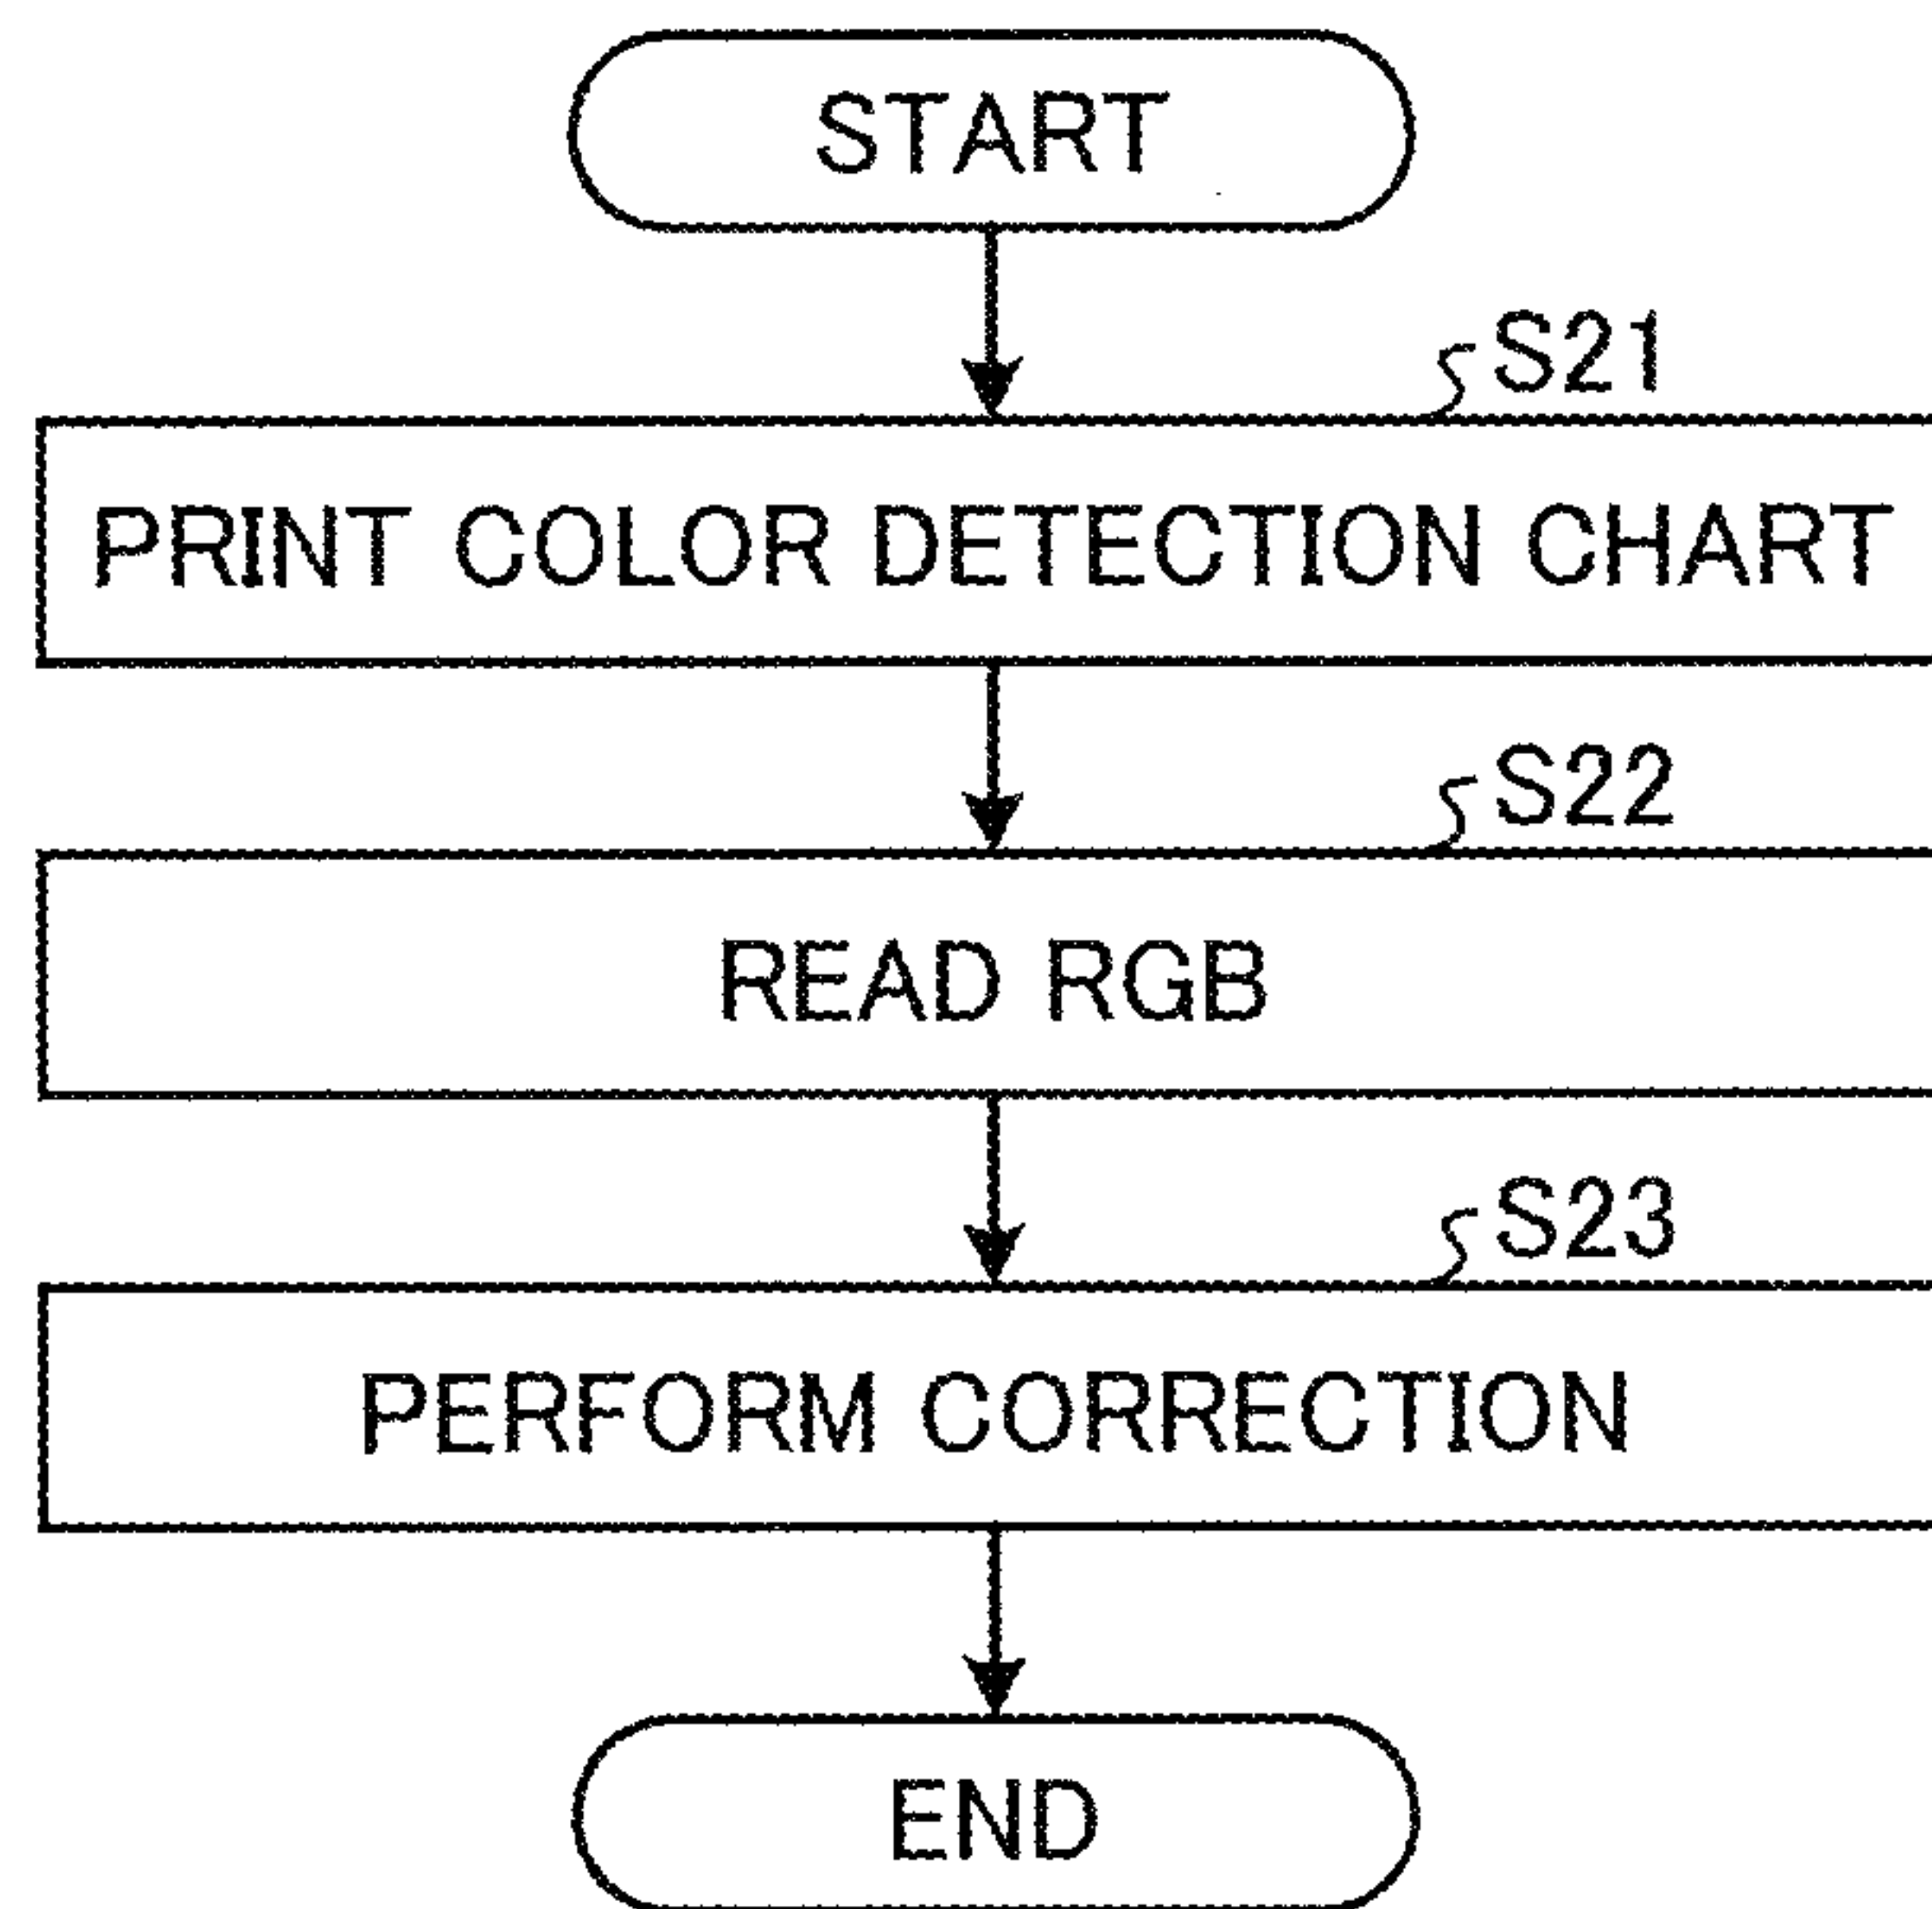 START
S21
PRINT COLOR DETECTION CHART
S22
READ RGB
S23
PERFORM CORRECTION
END